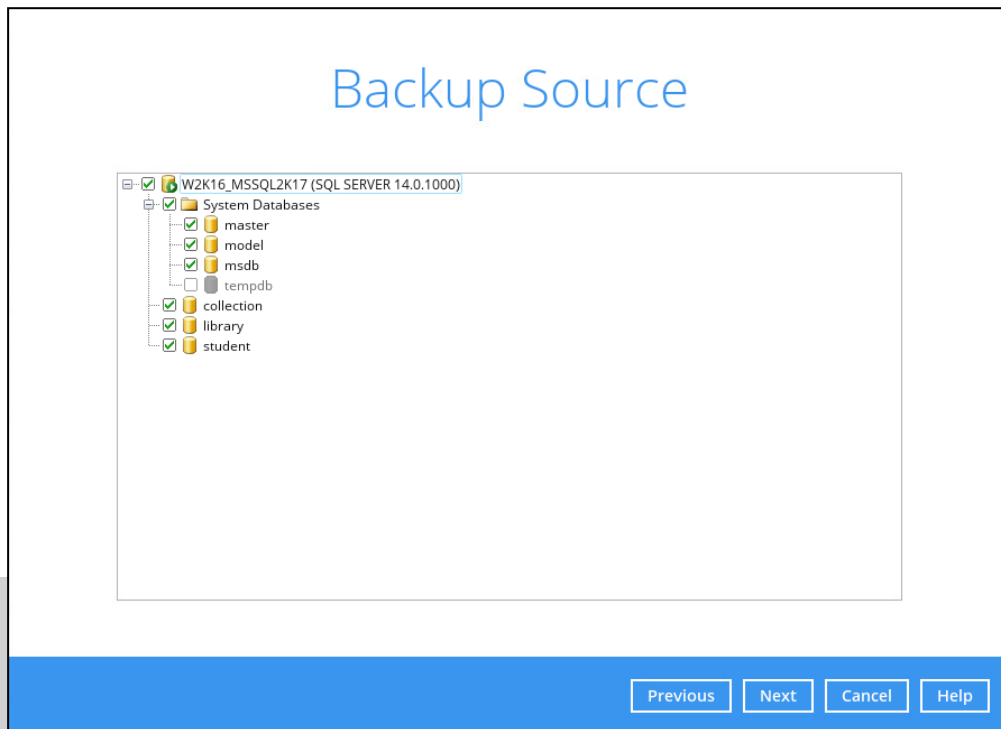 Backup Source
W2K16_MSSQL2K17 (SQL SERVER 14.0.1000)
System Databases
master
model
msdb
tempdb
collection
library
student
Previous Next Cancel Help